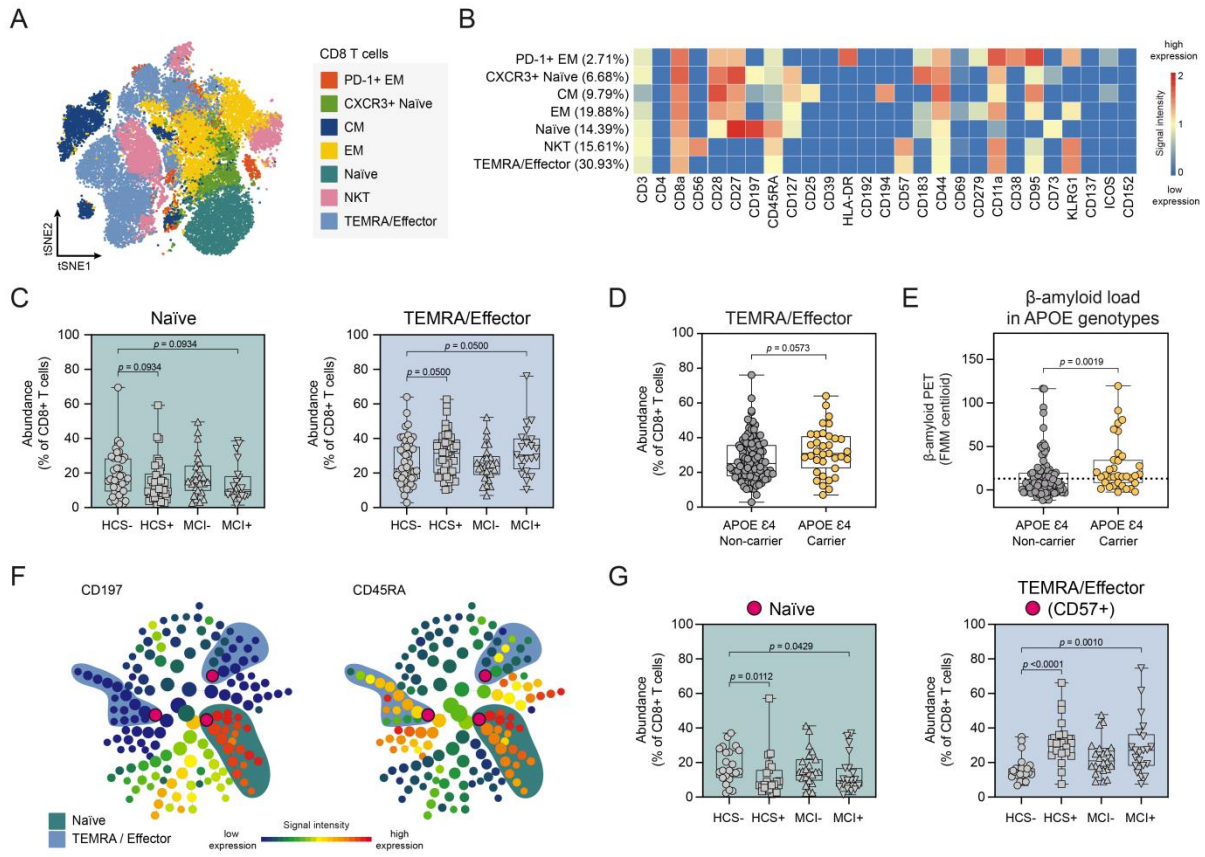 A
CD8 T cells
PD-1+ EM
CXCR3+ Naïve
CM
EM
Naïve
NKT
TEMRA/Effector
tSNE2
tSNE1
B
PD-1+ EM (2.71%)
CXCR3+ Naïve (6.68%)
CM (9.79%)
EM (19.88%)
Naïve (14.39%)
NKT (15.61%)
TEMRA/Effector (30.93%)
CD3
CD4
CD8a
CD56
CD28
CD27
CD197
CD45RA
CD127
CD25
CD39
HLA-DR
CD192
CD194
CD57
CD183
CD44
CD69
CD279
CD11a
CD38
CD95
CD73
KLRG1
CD137
ICOS
CD152
high
expression
2
1
0
Signal intensity
low
expression
C
Naïve
Abundance
(% of CD8+ T cells)
100
80
60
40
20
0
p = 0.0934
p = 0.0934
HCS-
HCS+
MCI-
MCI+
TEMRA/Effector
Abundance
(% of CD8+ T cells)
100
80
60
40
20
0
p = 0.0500
p = 0.0500
HCS-
HCS+
MCI-
MCI+
D
TEMRA/Effector
Abundance
(% of CD8+ T cells)
100
80
60
40
20
0
p = 0.0573
APOE ℇ4
Non-carrier
APOE ℇ4
Carrier
E
β-amyloid load
in APOE genotypes
β-amyloid PET
(FMM centiloid)
150
100
50
0
p = 0.0019
APOE ℇ4
Non-carrier
APOE ℇ4
Carrier
F
CD197
CD45RA
Naïve
TEMRA / Effector
low
expression
Signal intensity
high
expression
G
Naïve
Abundance
(% of CD8+ T cells)
100
80
60
40
20
0
p = 0.0429
p = 0.0112
HCS-
HCS+
MCI-
MCI+
TEMRA/Effector
(CD57+)
Abundance
(% of CD8+ T cells)
100
80
60
40
20
0
p = 0.0010
p <0.0001
HCS-
HCS+
MCI-
MCI+